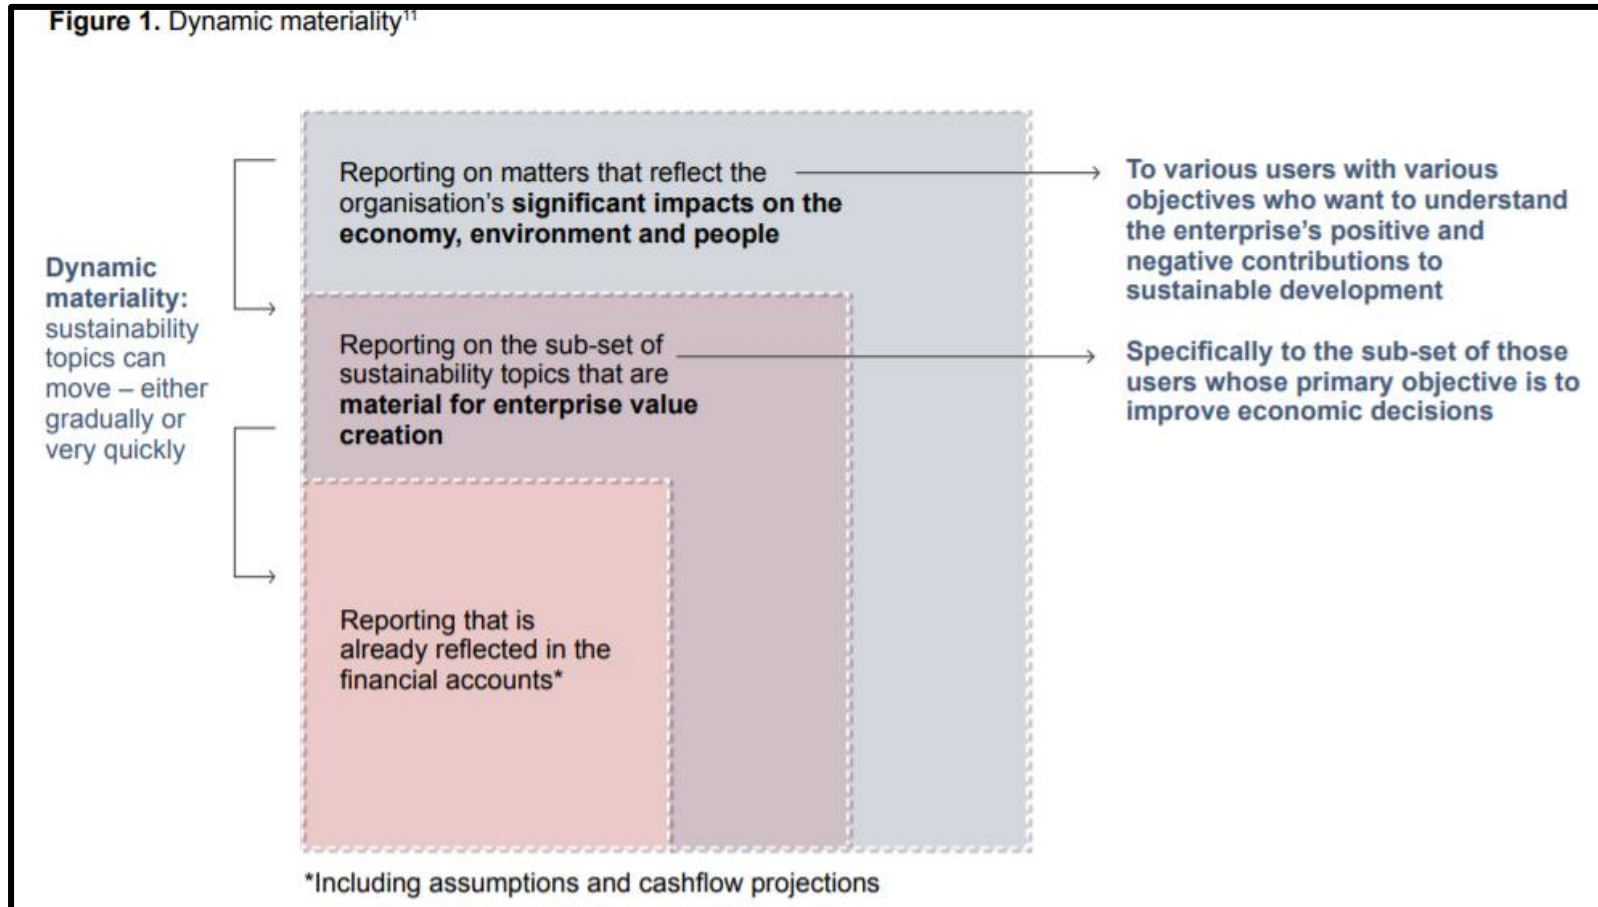 Figure 1. Dynamic materiality¹¹
Reporting on matters that reflect the
organisation’s significant impacts on the
economy, environment and people
To various users with various
objectives who want to understand
the enterprise’s positive and
negative contributions to
sustainable development
Dynamic
materiality:
sustainability
topics can
move – either
gradually or
very quickly
Reporting on the sub-set of
sustainability topics that are
material for enterprise value
creation
Specifically to the sub-set of those
users whose primary objective is to
improve economic decisions
Reporting that is
already reflected in the
financial accounts*
*Including assumptions and cashflow projections